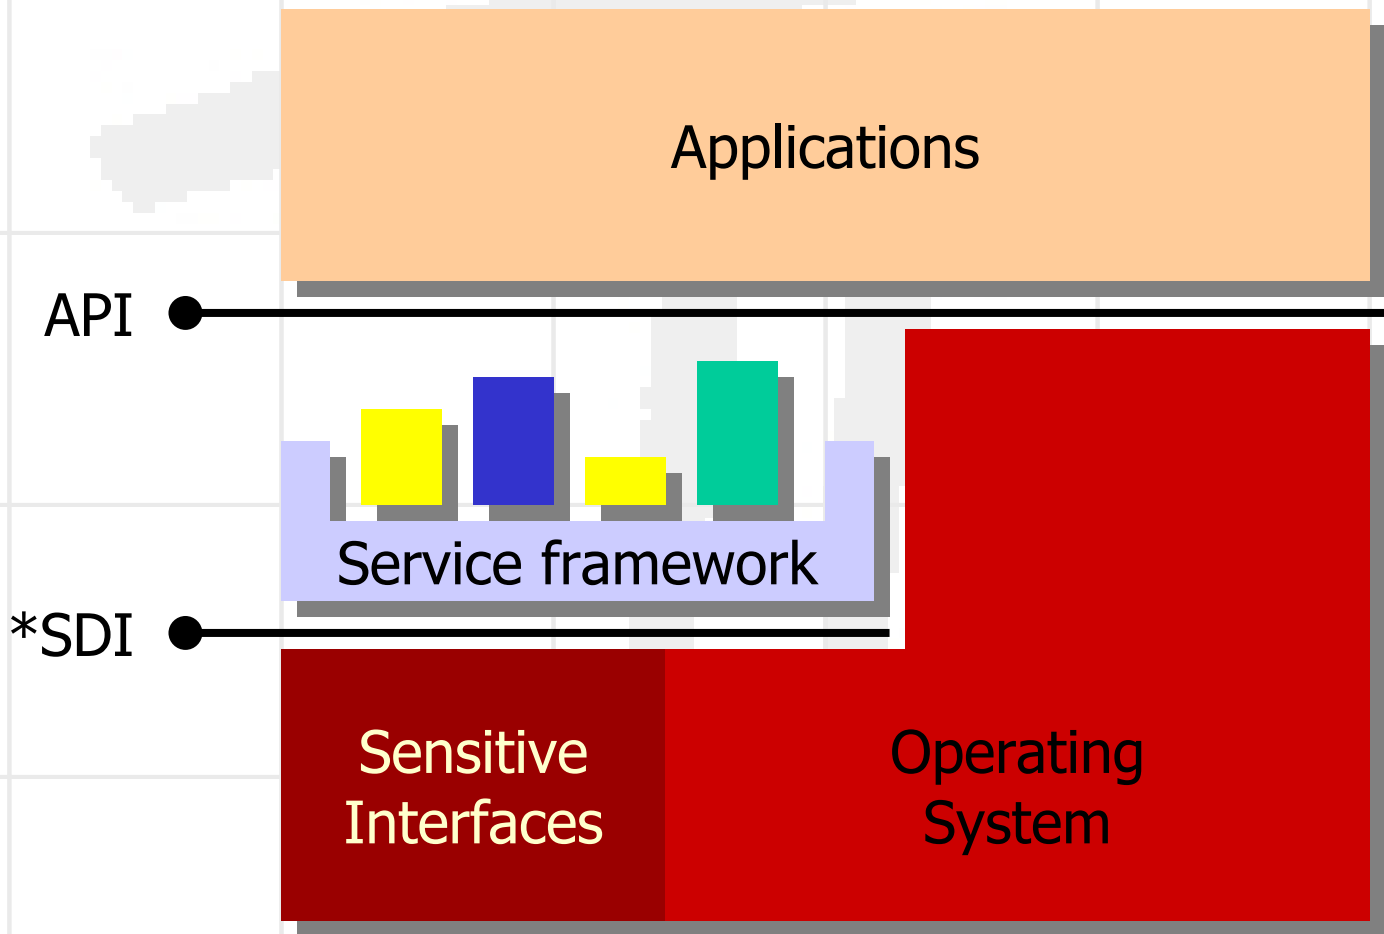 Applications
API
Service framework
*SDI
Sensitive
Interfaces
Operating
System